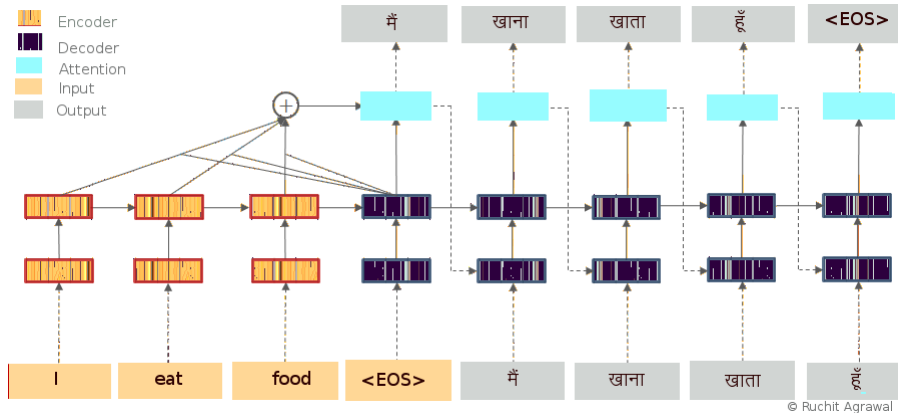 Encoder
Decoder
Attention
Input
Output
मैं खाना खाता <EOS>
+
I eat food <EOS> मैं खाना खाता
© Ruchit Agrawal